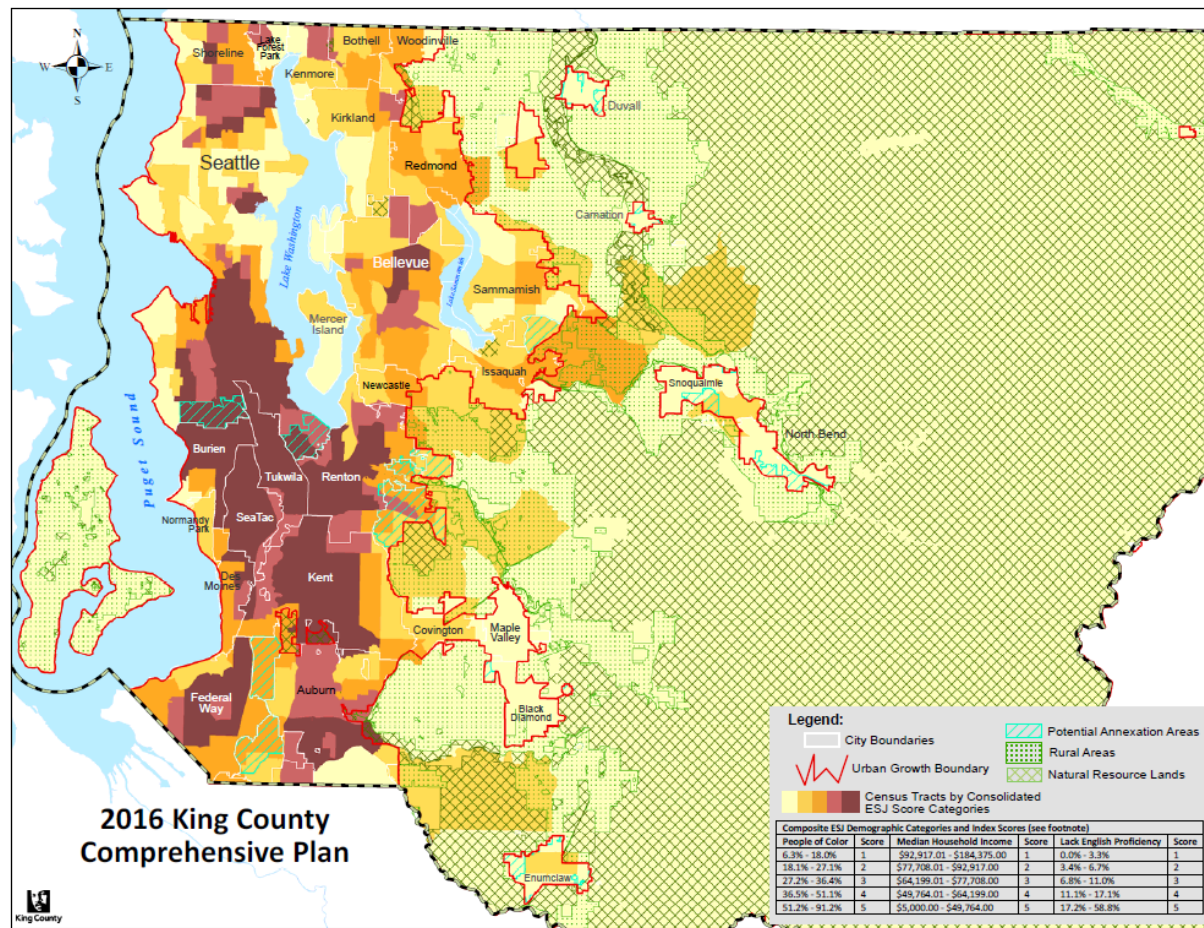 N
W E
S
Shoreline
Lake
Forest
Park
Bothell
Woodinville
Kenmore
Duvall
Kirkland
Seattle
Redmond
Carnation
Lake Washington
Bellevue
Lake Sammamish
Sammamish
Mercer
Island
Puget Sound
Newcastle
Issaquah
Snoqualmie
North Bend
Burien
Tukwila
Renton
Normandy
Park
SeaTac
Des
Moines
Kent
Covington
Maple
Valley
Federal
Way
Auburn
Black
Diamond
Enumclaw
2016 King County
Comprehensive Plan
King County
Legend:
City Boundaries
Urban Growth Boundary
Census Tracts by Consolidated
ESJ Score Categories
Potential Annexation Areas
Rural Areas
Natural Resource Lands
Composite ESJ Demographic Categories and Index Scores (see footnote)
People of Color Score Median Household Income Score Lack English Proficiency Score
6.3% - 18.0% 1 $92,917.01 - $184,375.00 1 0.0% - 3.3% 1
18.1% - 27.1% 2 $77,708.01 - $92,917.00 2 3.4% - 6.7% 2
27.2% - 36.4% 3 $64,199.01 - $77,708.00 3 6.8% - 11.0% 3
36.5% - 51.1% 4 $49,764.01 - $64,199.00 4 11.1% - 17.1% 4
51.2% - 91.2% 5 $5,000.00 - $49,764.00 5 17.2% - 58.8% 5